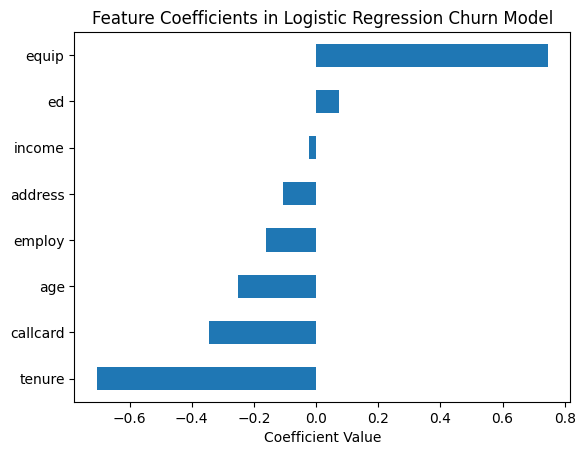 Feature Coefficients in Logistic Regression Churn Model
equip
ed
income
address
employ
age
callcard
tenure
−0.6 −0.4 −0.2 0.0 0.2 0.4 0.6 0.8
Coefficient Value